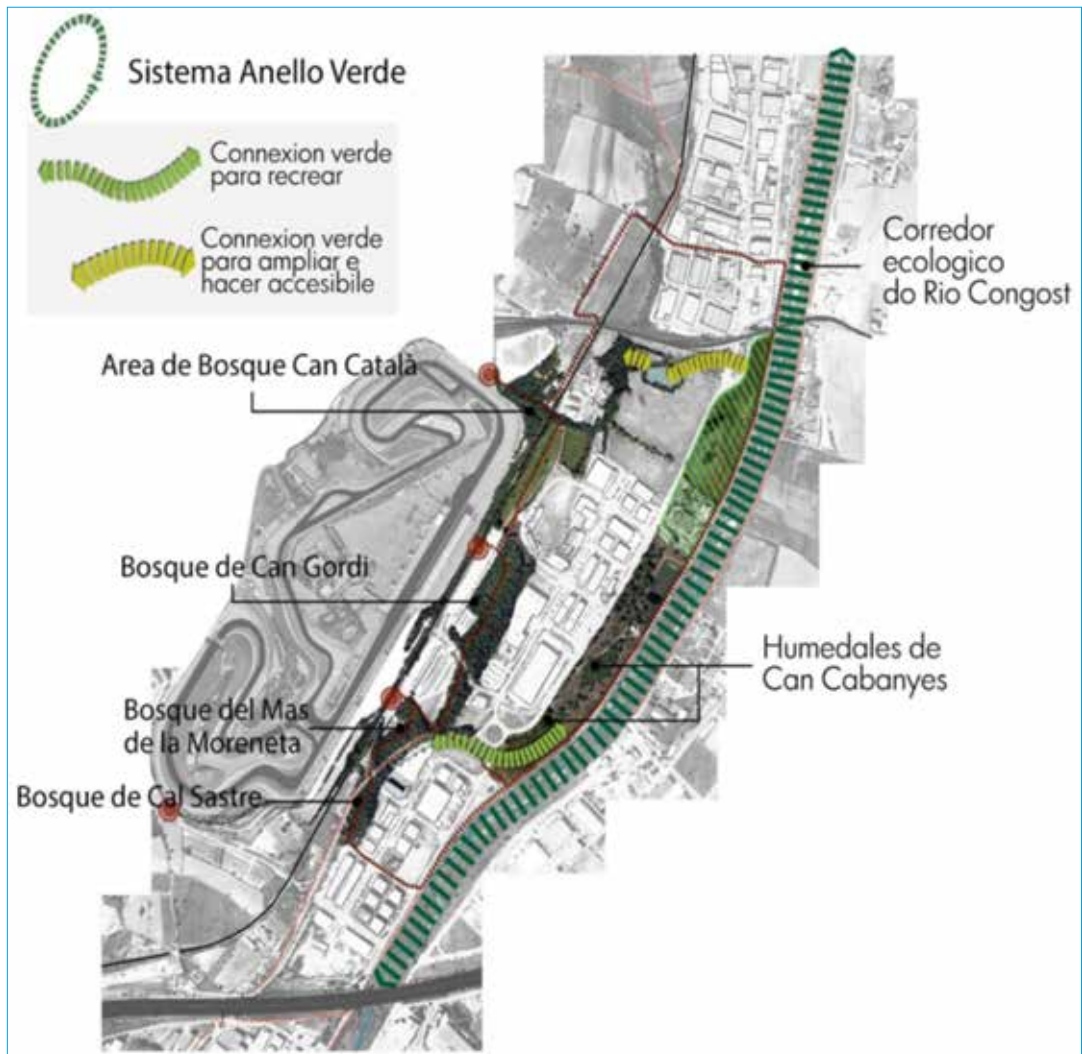 Sistema Anello Verde
Connexion verde
para recrear
Connexion verde
para ampliar e
hacer accesibile
Corredor
ecologico
do Rio Congost
Area de Bosque Can Català
Bosque de Can Gordi
Humedales de
Can Cabanyes
Bosque del Mas
de la Moreneta
Bosque de Cal Sastre